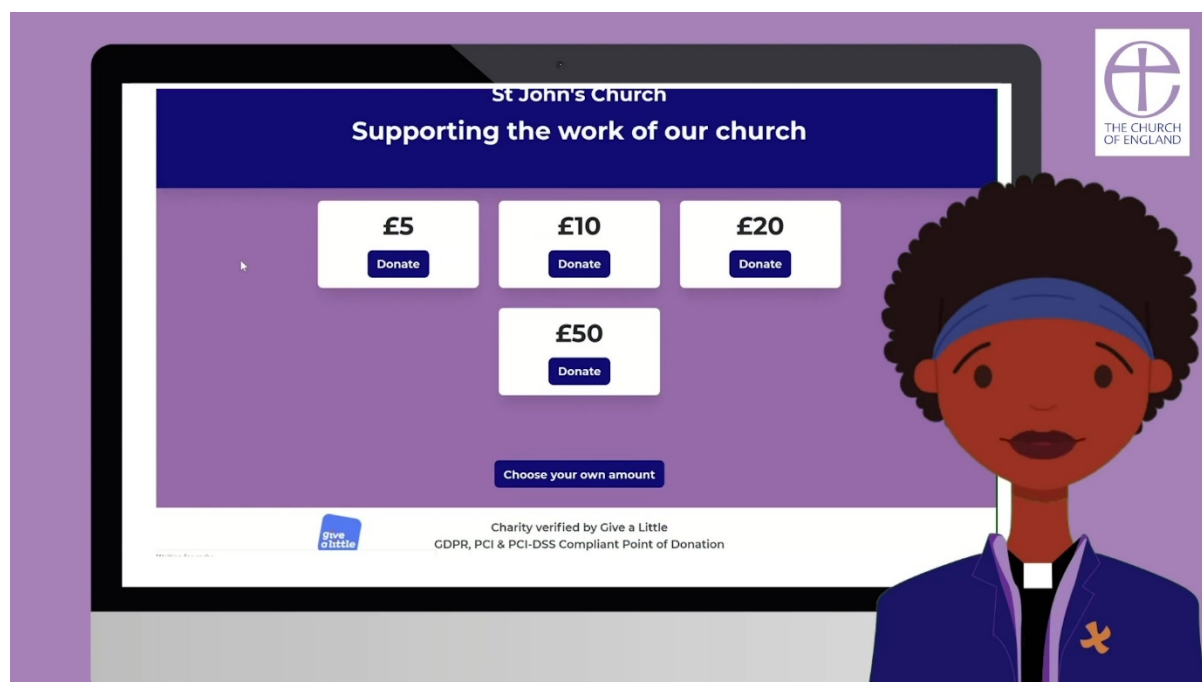 St John's Church
Supporting the work of our church
£5
£10
£20
Donate
Donate
Donate
£50
Donate
Choose your own amount
give
a little
Charity verified by Give a Little
GDPR, PCI & PCI-DSS Compliant Point of Donation
THE CHURCH
OF ENGLAND